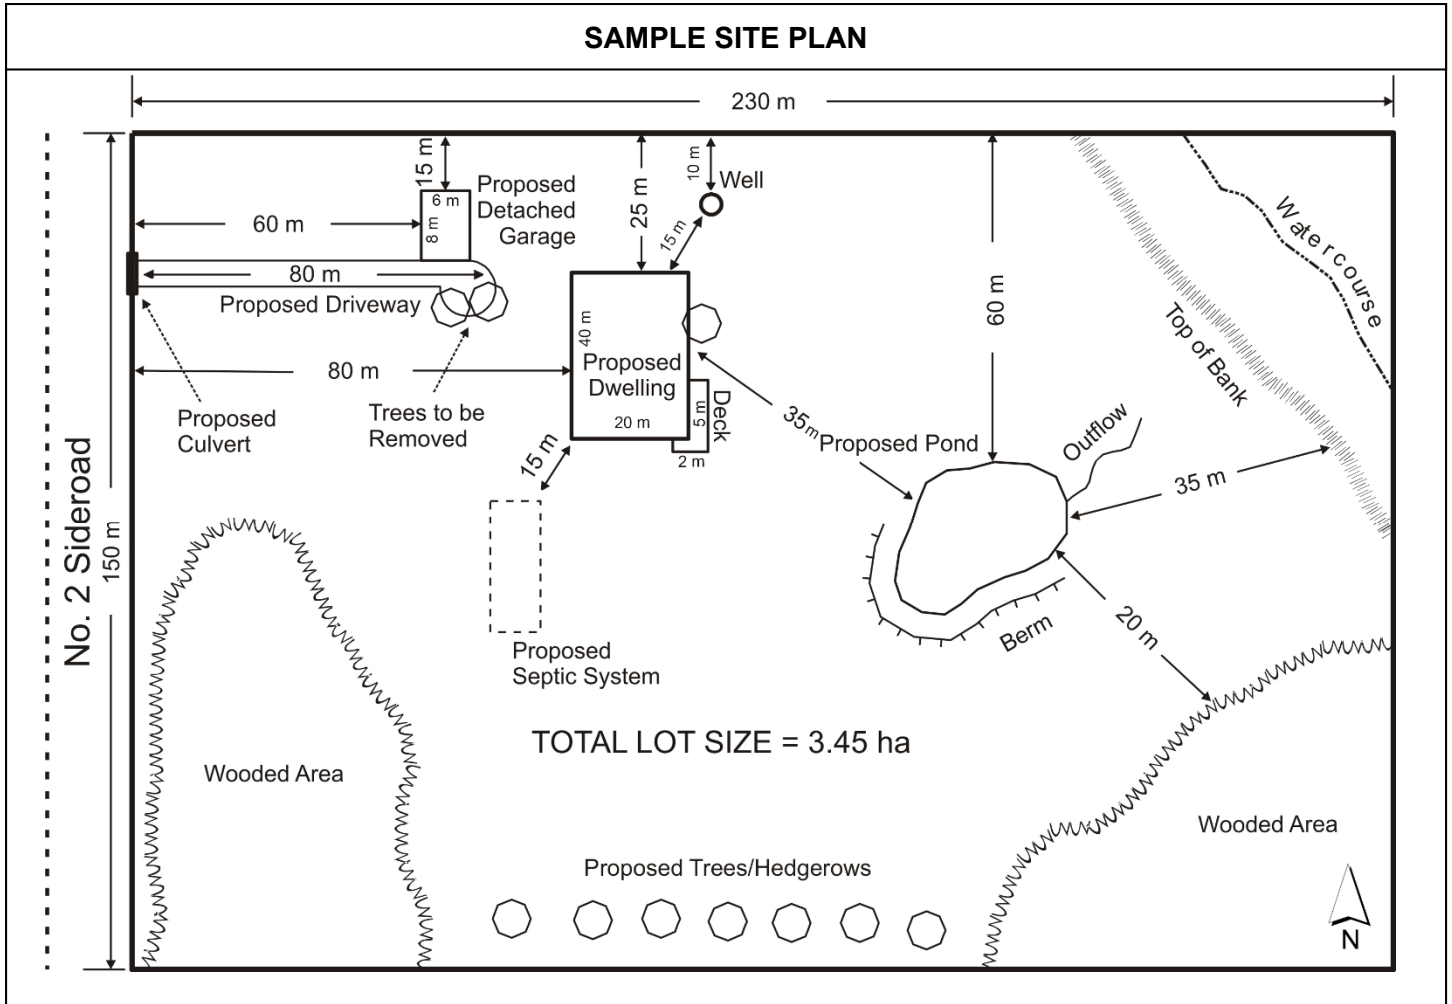 SAMPLE SITE PLAN
230 m
15 m
6 m
8 m
Proposed
Detached
Garage
25 m
10 m
Well
15 m
60 m
60 m
80 m
Proposed Driveway
80 m
Proposed
Culvert
Trees to be
Removed
40 m
Proposed
Dwelling
20 m
Deck
5 m
2 m
15 m
35m
Proposed Pond
Outflow
Watercourse
Top of Bank
35 m
20 m
Berm
No. 2 Sideroad
150 m
Proposed
Septic System
TOTAL LOT SIZE = 3.45 ha
Wooded Area
Wooded Area
Proposed Trees/Hedgerows
N